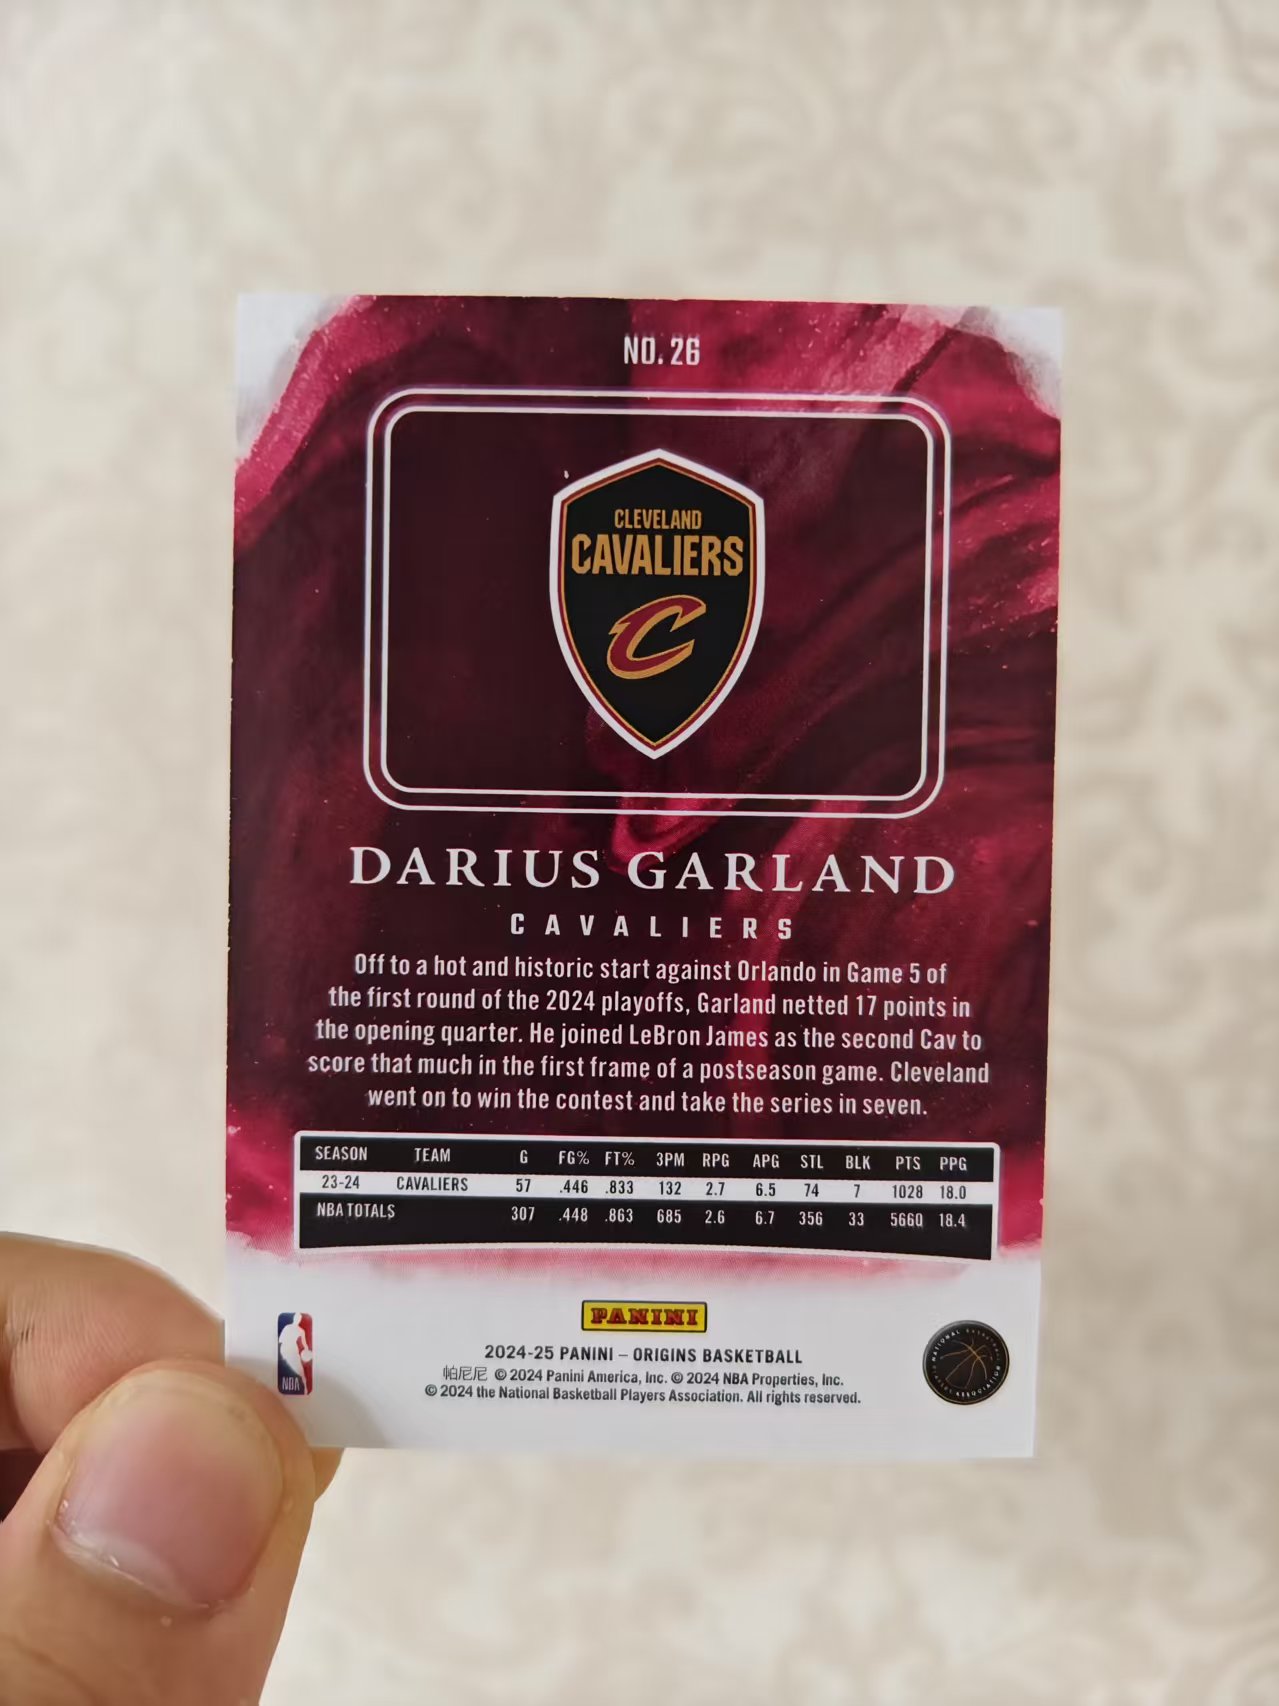 NO. 26
CLEVELAND
CAVALIERS
C
DARIUS GARLAND
CAVALIERS
Off to a hot and historic start against Orlando in Game 5 of
the first round of the 2024 playoffs, Garland netted 17 points in
the opening quarter. He joined LeBron James as the second Cav to
score that much in the first frame of a postseason game. Cleveland
went on to win the contest and take the series in seven.
SEASON TEAM G FG% FT% 3PM RPG APG STL BLK PTS PPG
23-24 CAVALIERS 57 .446 .833 132 2.7 6.5 74 7 1028 18.0
NBA TOTALS 307 .448 .863 685 2.6 6.7 356 33 5660 18.4
PANINI
2024-25 PANINI – ORIGINS BASKETBALL
帕尼尼 © 2024 Panini America, Inc. © 2024 NBA Properties, Inc.
© 2024 the National Basketball Players Association. All rights reserved.
NBA
NATIONAL BASKETBALL
PLAYERS ASSOCIATION